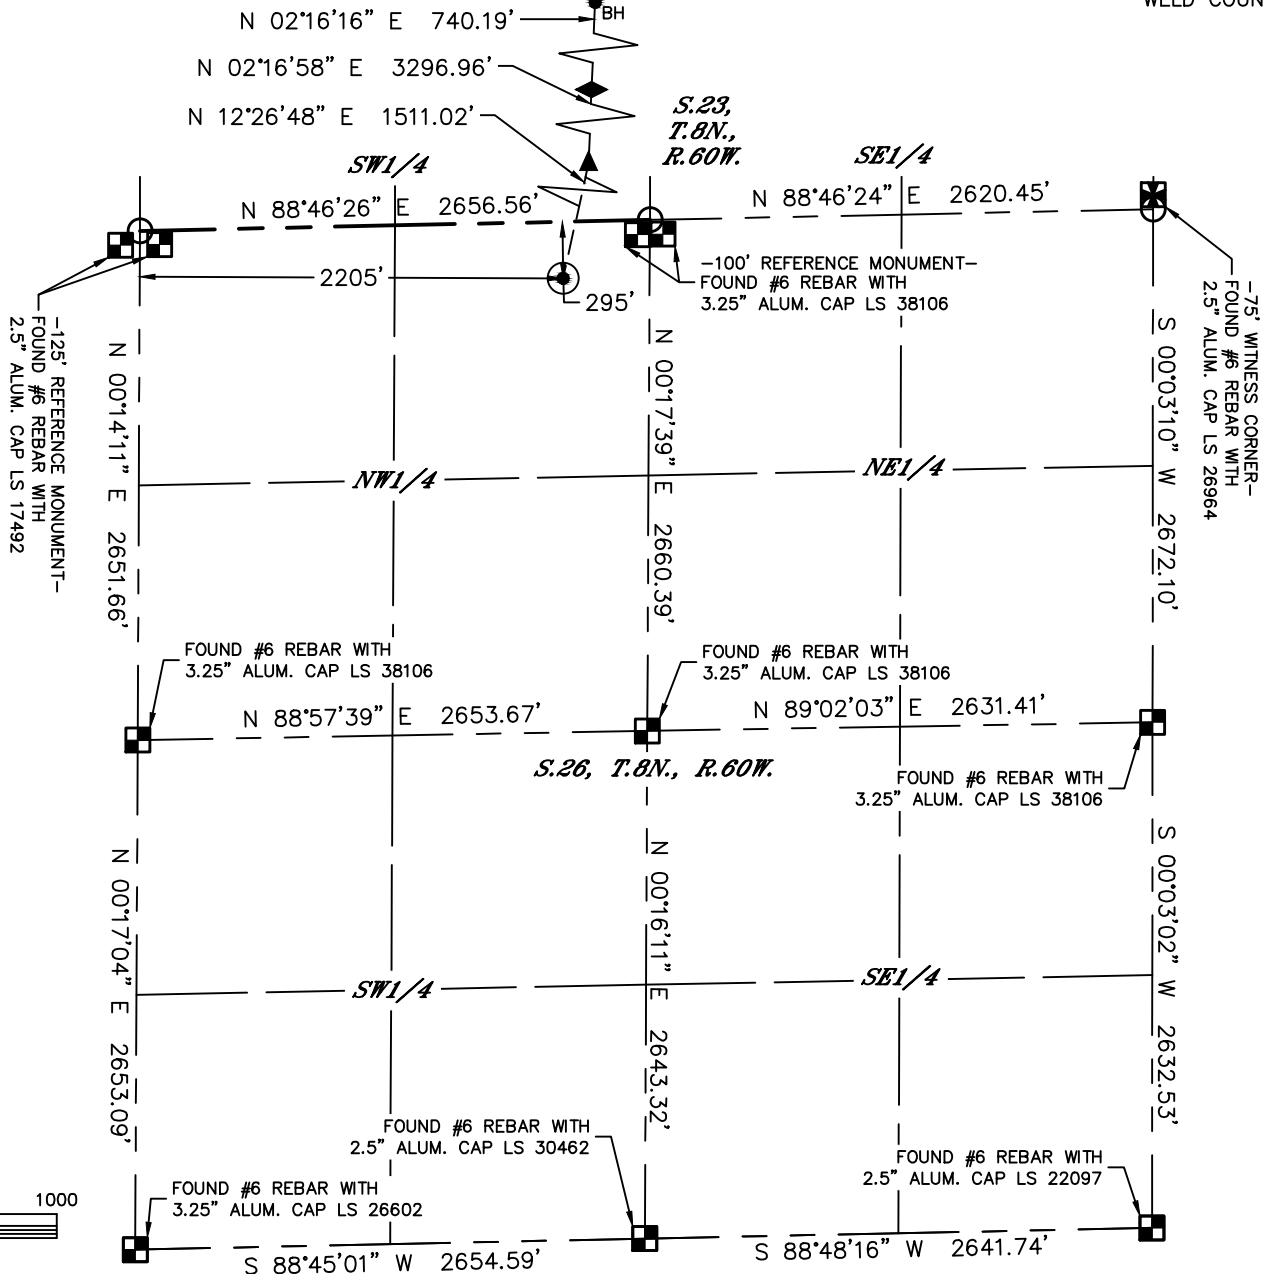 WELD COUN
BH
N 02°16'16" E 740.19'
N 02°16'58" E 3296.96'
N 12°26'48" E 1511.02'
S.23,
T.8N.,
R.60W.
SW1/4
SE1/4
N 88°46'26" E 2656.56'
N 88°46'24" E 2620.45'
2205'
295'
-100' REFERENCE MONUMENT-
FOUND #6 REBAR WITH
3.25" ALUM. CAP LS 38106
-75' WITNESS CORNER-
FOUND #6 REBAR WITH
2.5" ALUM. CAP LS 26964
-125' REFERENCE MONUMENT-
FOUND #6 REBAR WITH
2.5" ALUM. CAP LS 17492
N 00°14'11" E 2651.66'
N 00°17'39" E 2660.39'
S 00°03'10" W 2672.10'
NW1/4
NE1/4
FOUND #6 REBAR WITH
3.25" ALUM. CAP LS 38106
FOUND #6 REBAR WITH
3.25" ALUM. CAP LS 38106
N 88°57'39" E 2653.67'
N 89°02'03" E 2631.41'
S.26, T.8N., R.60W.
FOUND #6 REBAR WITH
3.25" ALUM. CAP LS 38106
N 00°17'04" E 2653.09'
N 00°16'11" E 2643.32'
S 00°03'02" W 2632.53'
SW1/4
SE1/4
FOUND #6 REBAR WITH
2.5" ALUM. CAP LS 30462
FOUND #6 REBAR WITH
2.5" ALUM. CAP LS 22097
1000
FOUND #6 REBAR WITH
3.25" ALUM. CAP LS 26602
S 88°45'01" W 2654.59'
S 88°48'16" W 2641.74'